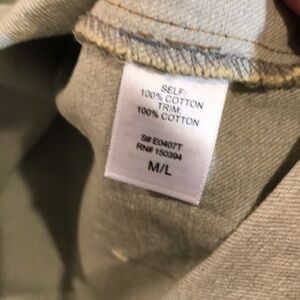 SELF:
100% COTTON
TRIM:
100% COTTON
S# E0407T
RN# 150394
M/L